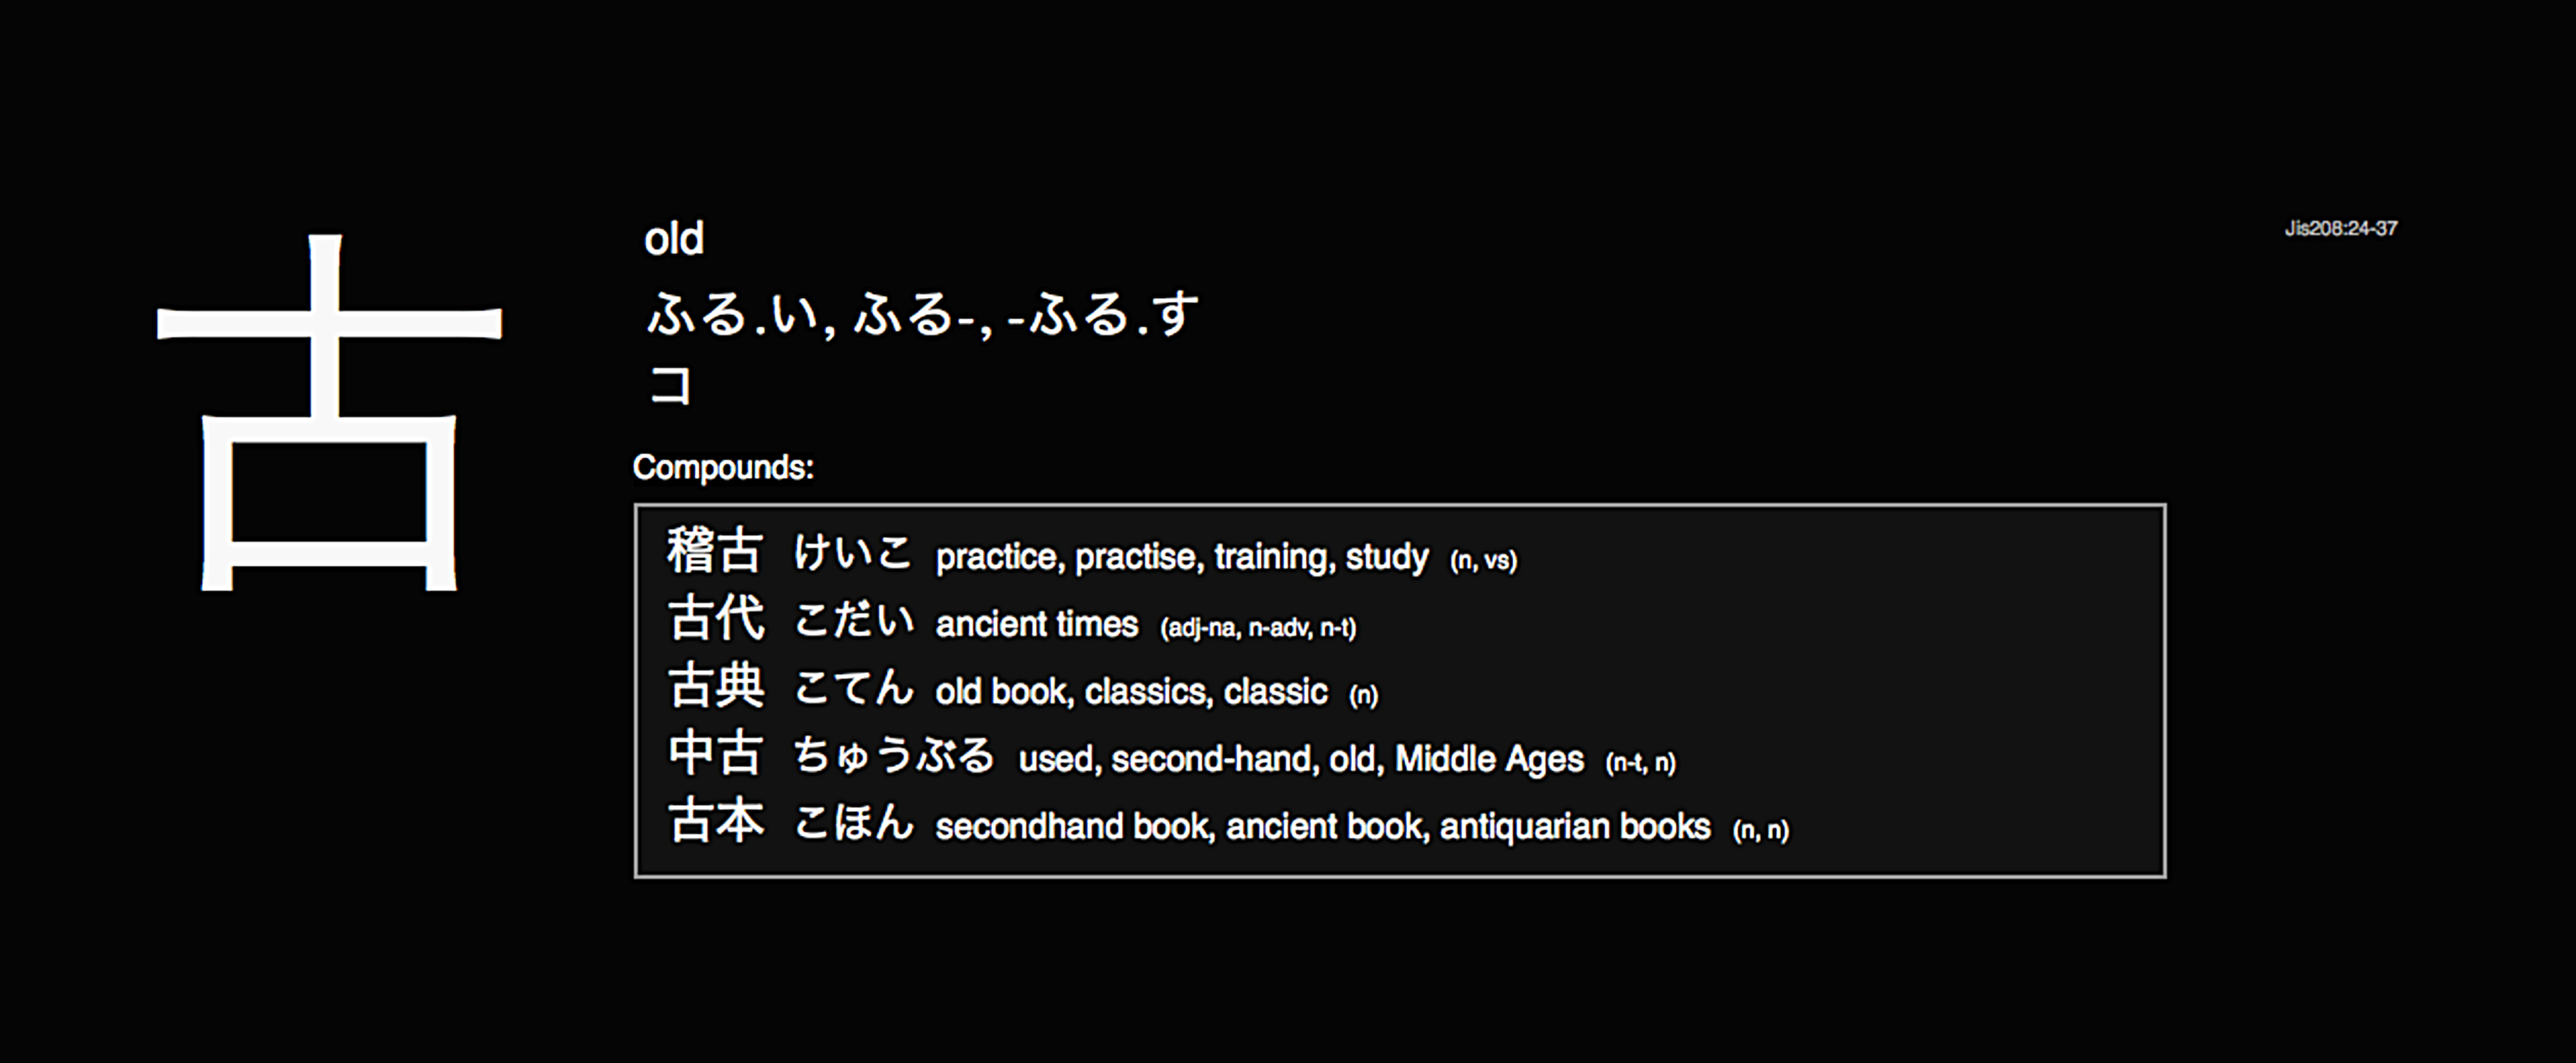 古
old
ふる.い, ふる-, -ふる.す
コ
Jis208:24-37
Compounds:
稽古 けいこ practice, practise, training, study (n, vs)
古代 こだい ancient times (adj-na, n-adv, n-t)
古典 こてん old book, classics, classic (n)
中古 ちゅうぶる used, second-hand, old, Middle Ages (n-t, n)
古本 こほん secondhand book, ancient book, antiquarian books (n, n)